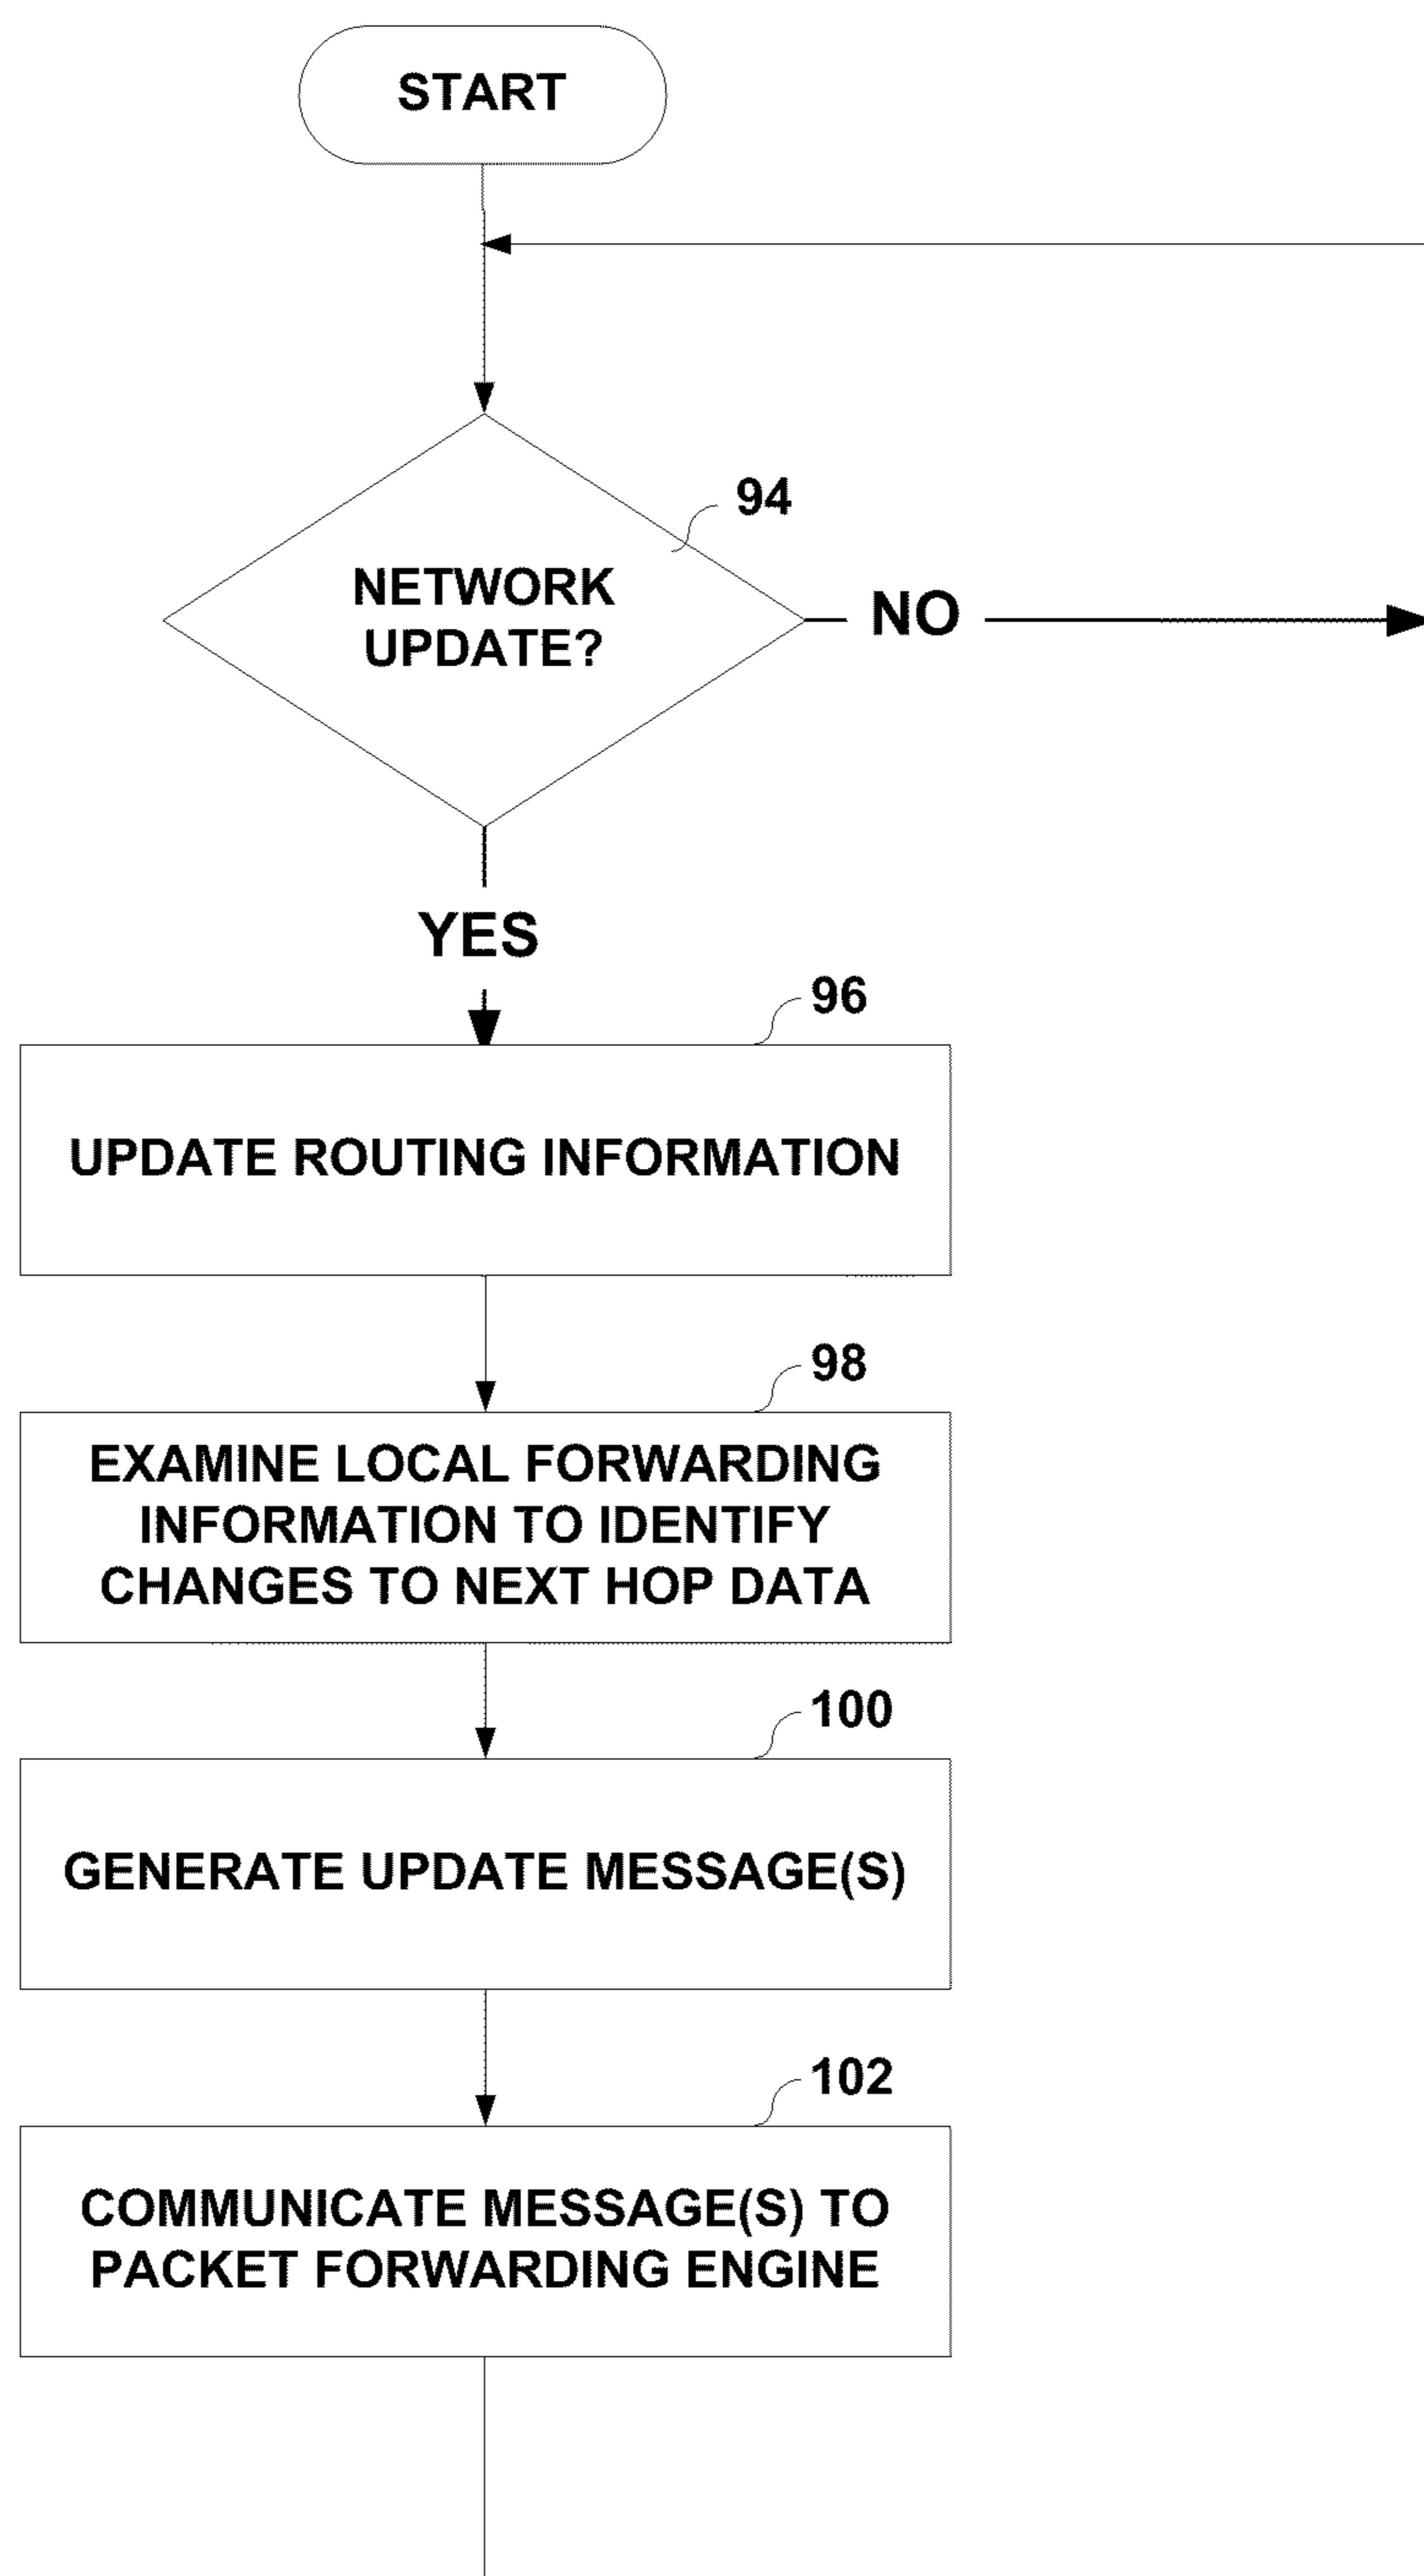 START
94
NETWORK
UPDATE?
NO
YES
96
UPDATE ROUTING INFORMATION
98
EXAMINE LOCAL FORWARDING
INFORMATION TO IDENTIFY
CHANGES TO NEXT HOP DATA
100
GENERATE UPDATE MESSAGE(S)
102
COMMUNICATE MESSAGE(S) TO
PACKET FORWARDING ENGINE